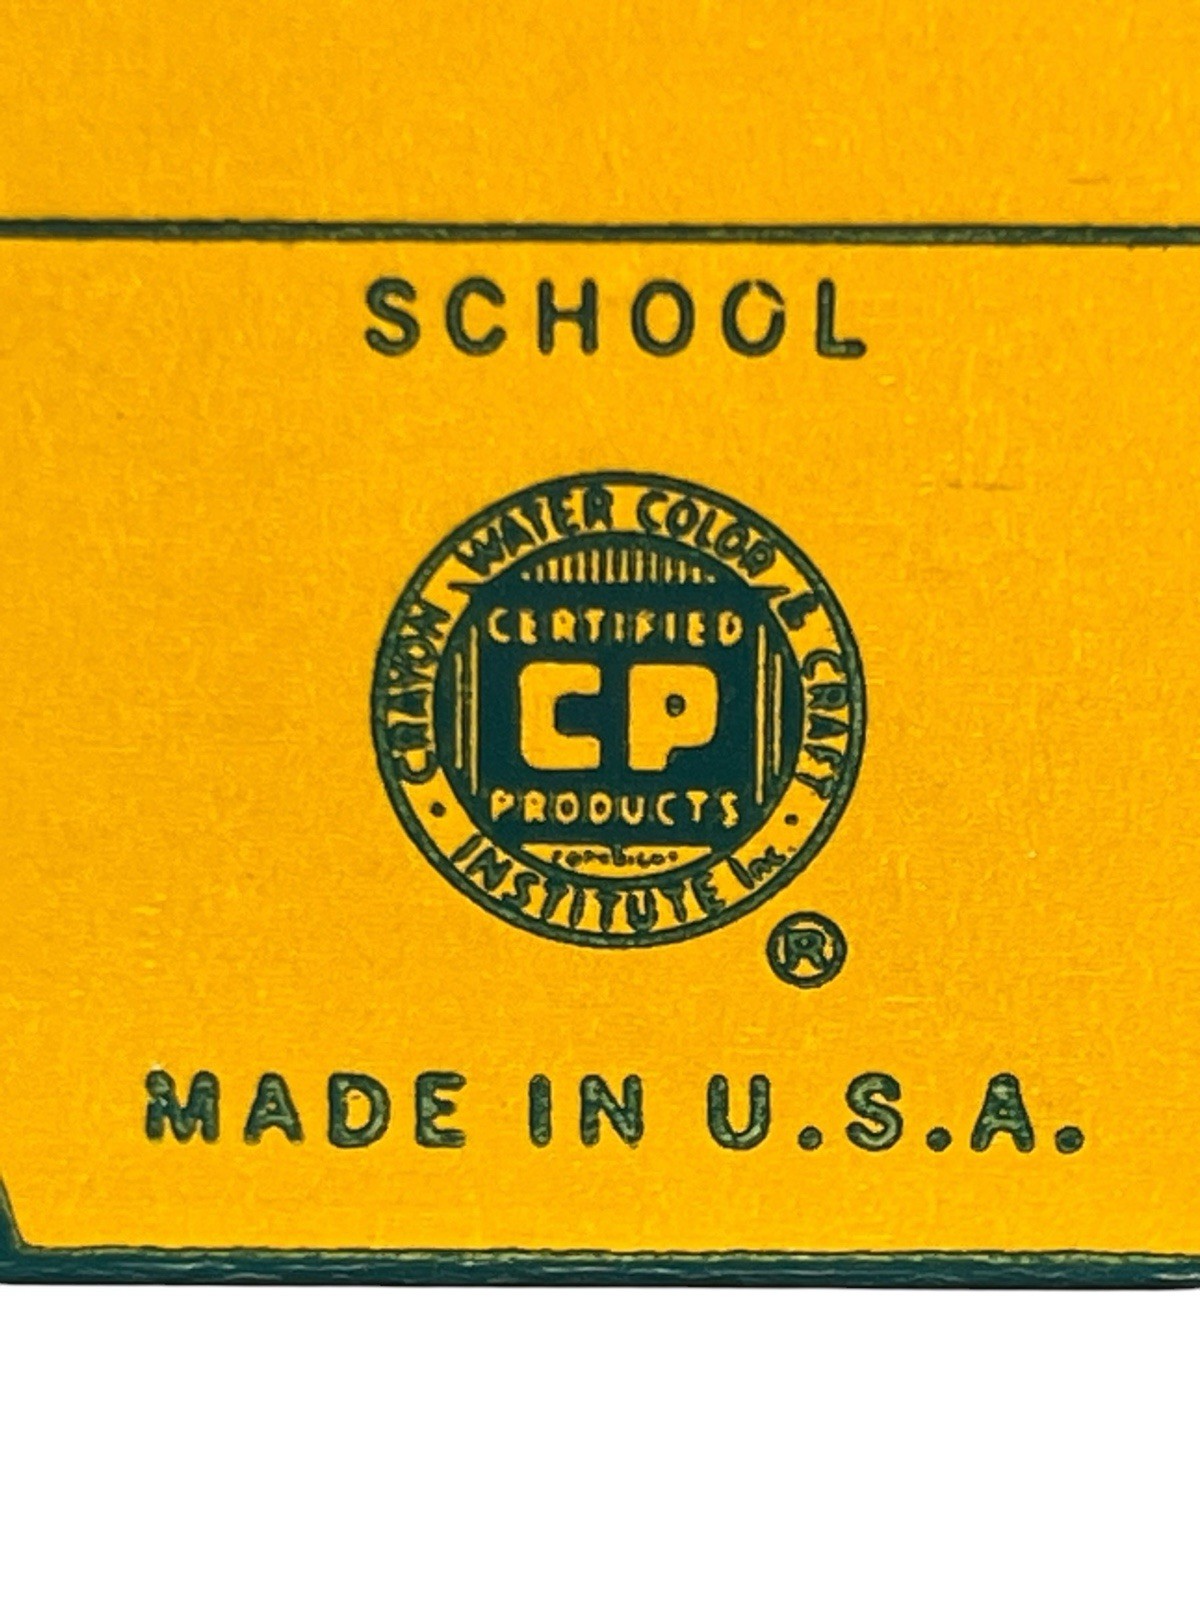 SCHOOL
CRAYON WATER COLOR & CRAFT
CERTIFIED
CP
PRODUCTS
INSTITUTE Inc.
®
MADE IN U.S.A.